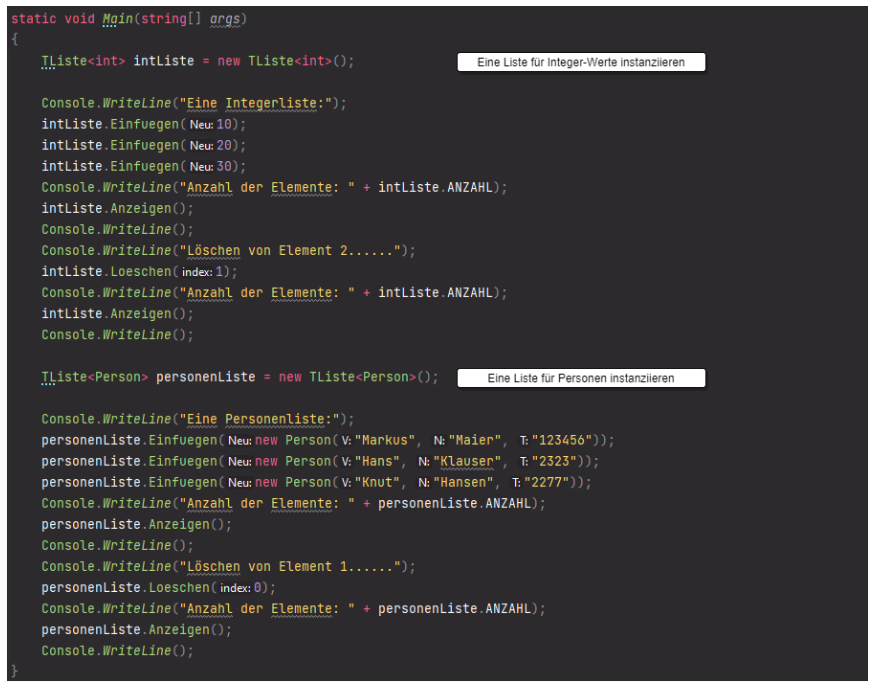 static void Main(string[] args)
{
TListe<int> intListe = new TListe<int>(); Eine Liste für Integer-Werte instanziieren
Console.WriteLine("Eine Integerliste:");
intListe.Einfuegen( Neu: 10);
intListe.Einfuegen( Neu: 20);
intListe.Einfuegen( Neu: 30);
Console.WriteLine("Anzahl der Elemente: " + intListe.ANZAHL);
intListe.Anzeigen();
Console.WriteLine();
Console.WriteLine("Löschen von Element 2......");
intListe.Loeschen( index: 1);
Console.WriteLine("Anzahl der Elemente: " + intListe.ANZAHL);
intListe.Anzeigen();
Console.WriteLine();
TListe<Person> personenListe = new TListe<Person>(); Eine Liste für Personen instanziieren
Console.WriteLine("Eine Personenliste:");
personenListe.Einfuegen( Neu: new Person( V: "Markus", N: "Maier", T: "123456"));
personenListe.Einfuegen( Neu: new Person( V: "Hans", N: "Klauser", T: "2323"));
personenListe.Einfuegen( Neu: new Person( V: "Knut", N: "Hansen", T: "2277"));
Console.WriteLine("Anzahl der Elemente: " + personenListe.ANZAHL);
personenListe.Anzeigen();
Console.WriteLine();
Console.WriteLine("Löschen von Element 1......");
personenListe.Loeschen( index: 0);
Console.WriteLine("Anzahl der Elemente: " + personenListe.ANZAHL);
personenListe.Anzeigen();
Console.WriteLine();
}